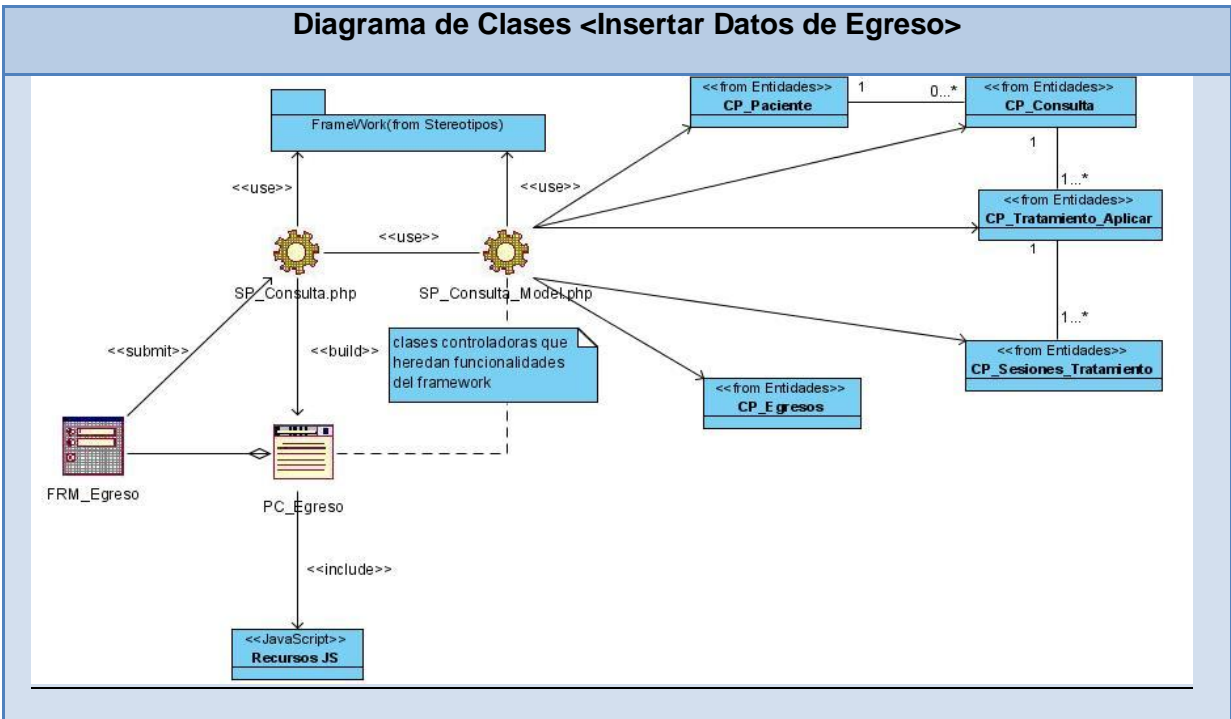 Diagrama de Clases <Insertar Datos de Egreso>
<<from Entidades>>
CP_Paciente
1
0...*
<<from Entidades>>
CP_Consulta
FrameWork(from Stereotipos)
1
1...*
<<use>>
<<use>>
<<from Entidades>>
CP_Tratamiento_Aplicar
<<use>>
1
SP_Consulta.php
SP_Consulta_Model.php
1...*
<<submit>>
<<build>>
clases controladoras que
heredan funcionalidades
del framework
<<from Entidades>>
CP_Sesiones_Tratamiento
<<from Entidades>>
CP_Egresos
FRM_Egreso
PC_Egreso
<<include>>
<<JavaScript>>
Recursos JS